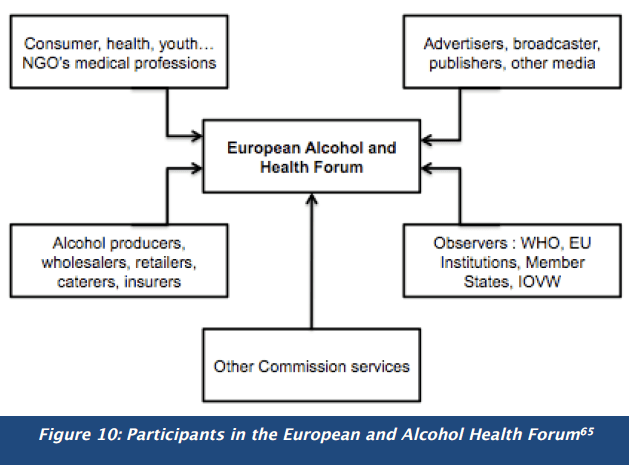 Consumer, health, youth…
NGO's medical professions
Advertisers, broadcaster,
publishers, other media
European Alcohol and
Health Forum
Alcohol producers,
wholesalers, retailers,
caterers, insurers
Observers : WHO, EU
Institutions, Member
States, IOVW
Other Commission services
Figure 10: Participants in the European and Alcohol Health Forum65